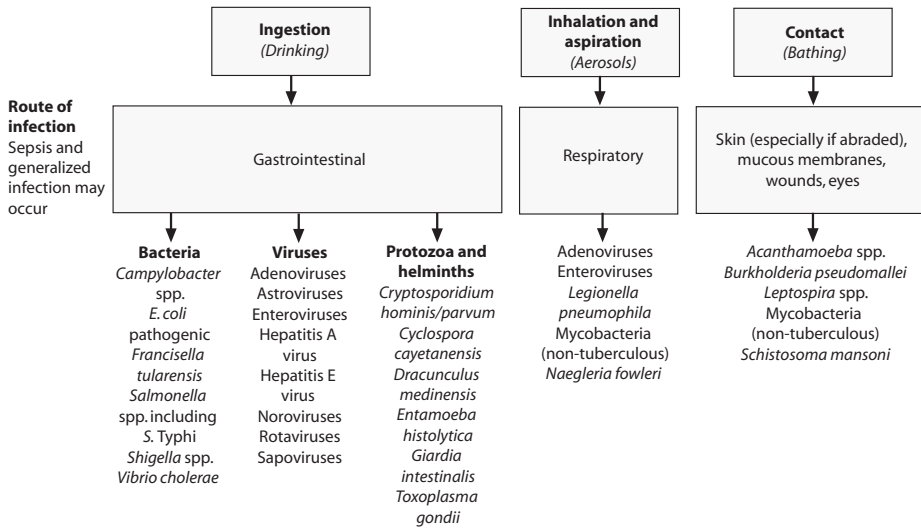 Ingestion
(Drinking)
Inhalation and
aspiration
(Aerosols)
Contact
(Bathing)
Route of
infection
Sepsis and
generalized
infection may
occur
Gastrointestinal
Respiratory
Skin (especially if abraded),
mucous membranes,
wounds, eyes
Bacteria
Campylobacter
spp.
E. coli
pathogenic
Francisella
tularensis
Salmonella
spp. including
S. Typhi
Shigella spp.
Vibrio cholerae
Viruses
Adenoviruses
Astroviruses
Enteroviruses
Hepatitis A
virus
Hepatitis E
virus
Noroviruses
Rotaviruses
Sapoviruses
Protozoa and
helminths
Cryptosporidium
hominis/parvum
Cyclospora
cayetanensis
Dracunculus
medinensis
Entamoeba
histolytica
Giardia
intestinalis
Toxoplasma
gondii
Adenoviruses
Enteroviruses
Legionella
pneumophila
Mycobacteria
(non-tuberculous)
Naegleria fowleri
Acanthamoeba spp.
Burkholderia pseudomallei
Leptospira spp.
Mycobacteria
(non-tuberculous)
Schistosoma mansoni